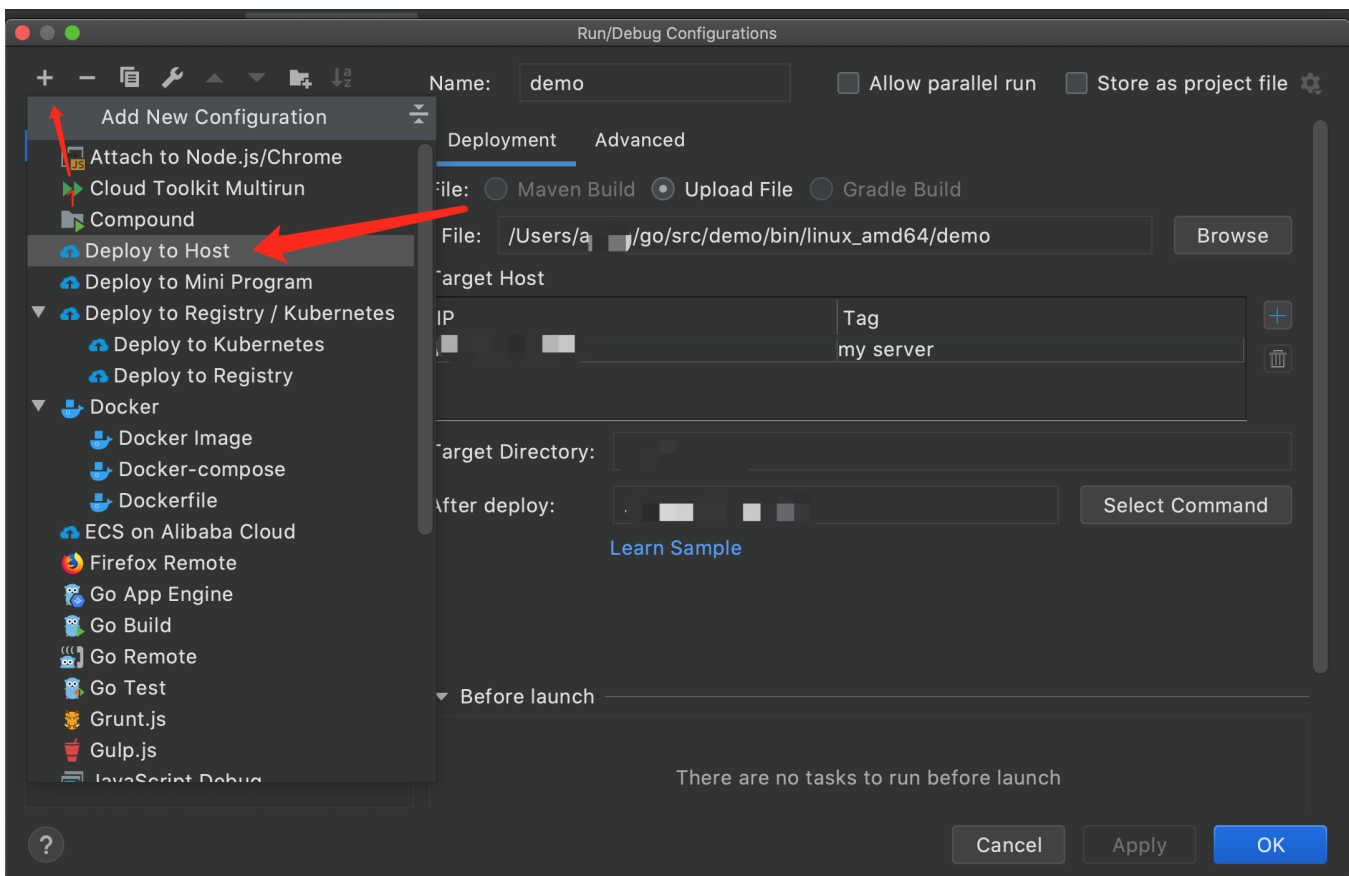 Run/Debug Configurations
Name: demo Allow parallel run Store as project file
Add New Configuration
Attach to Node.js/Chrome
Cloud Toolkit Multirun
Compound
Deploy to Host
Deploy to Mini Program
Deploy to Registry / Kubernetes
Deploy to Kubernetes
Deploy to Registry
Docker
Docker Image
Docker-compose
Dockerfile
ECS on Alibaba Cloud
Firefox Remote
Go App Engine
Go Build
Go Remote
Go Test
Grunt.js
Gulp.js
JavaScript Debug
Deployment Advanced
File: Maven Build Upload File Gradle Build
File: /Users/a /go/src/demo/bin/linux_amd64/demo Browse
Target Host
IP Tag
my server
Target Directory:
After deploy: Select Command
Learn Sample
Before launch
There are no tasks to run before launch
? Cancel Apply OK